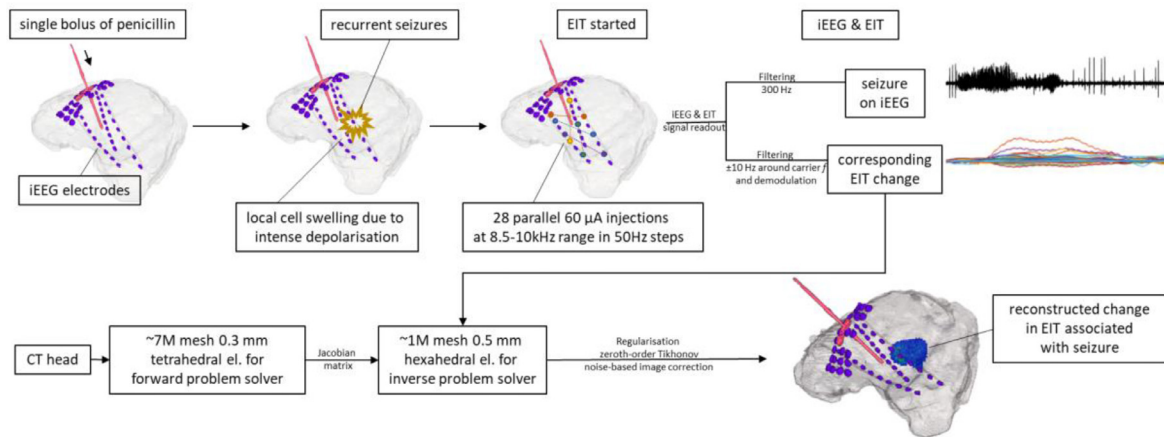 single bolus of penicillin
recurrent seizures
EIT started
iEEG & EIT
iEEG electrodes
local cell swelling due to
intense depolarisation
28 parallel 60 µA injections
at 8.5-10kHz range in 50Hz steps
iEEG & EIT
signal readout
Filtering
300 Hz
seizure
on iEEG
Filtering
±10 Hz around carrier f
and demodulation
corresponding
EIT change
CT head
~7M mesh 0.3 mm
tetrahedral el. for
forward problem solver
Jacobian
matrix
~1M mesh 0.5 mm
hexahedral el. for
inverse problem solver
Regularisation
zeroth-order Tikhonov
noise-based image correction
reconstructed change
in EIT associated
with seizure